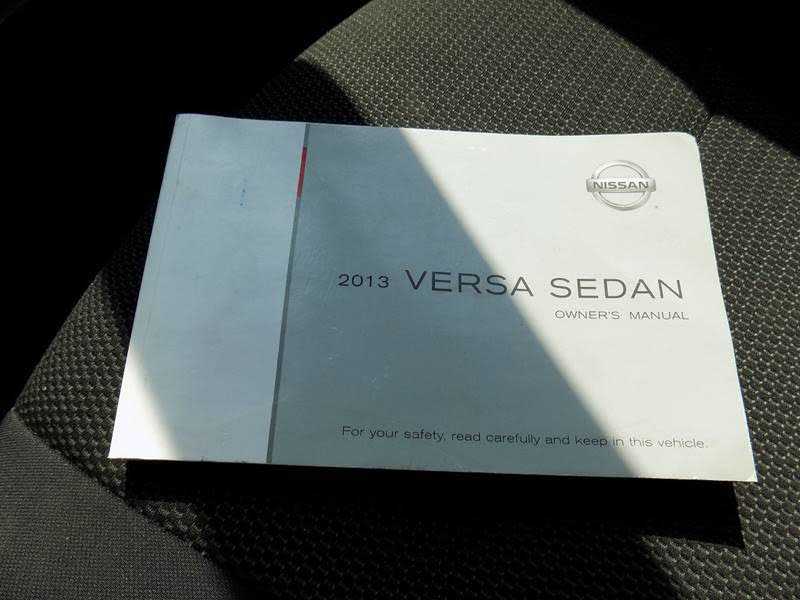 NISSAN
2013 VERSA SEDAN
OWNER'S MANUAL
For your safety, read carefully and keep in this vehicle.